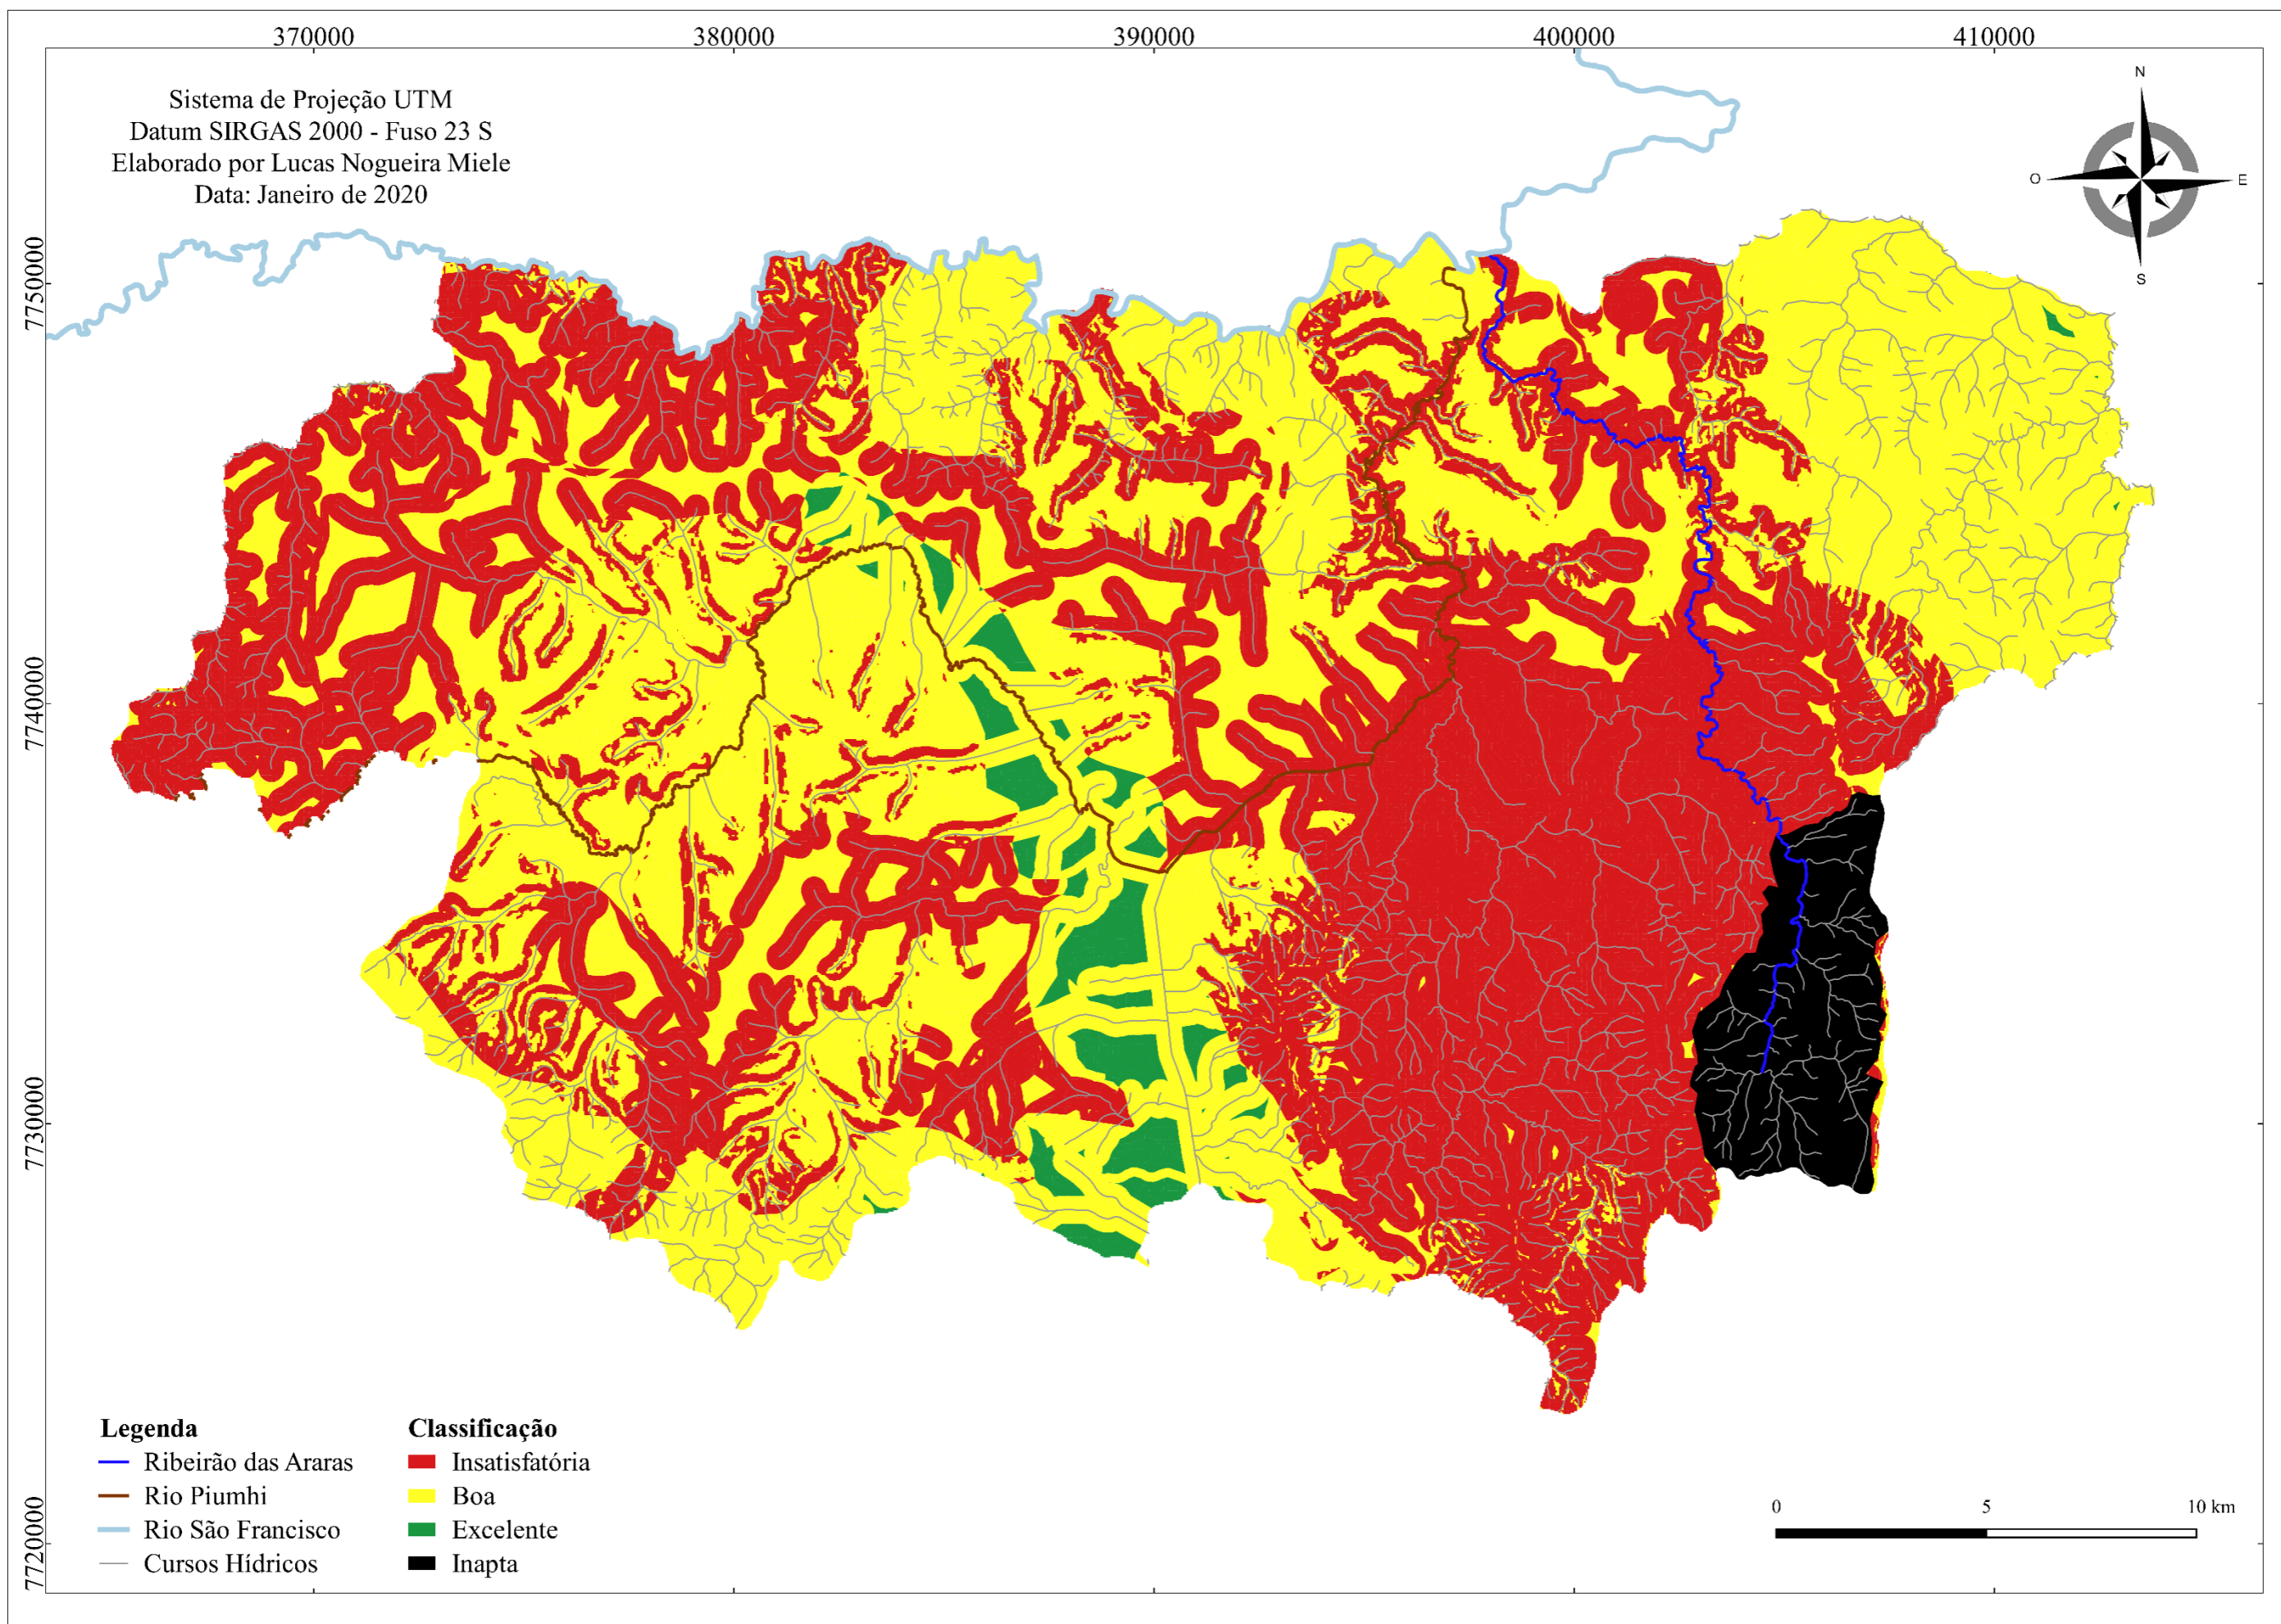 370000
380000
390000
400000
410000
Sistema de Projeção UTM
Datum SIRGAS 2000 - Fuso 23 S
Elaborado por Lucas Nogueira Miele
Data: Janeiro de 2020
N
O
E
S
7750000
7740000
7730000
7720000
Legenda
Ribeirão das Araras
Rio Piumhi
Rio São Francisco
Cursos Hídricos
Classificação
Insatisfatória
Boa
Excelente
Inapta
0 5 10 km